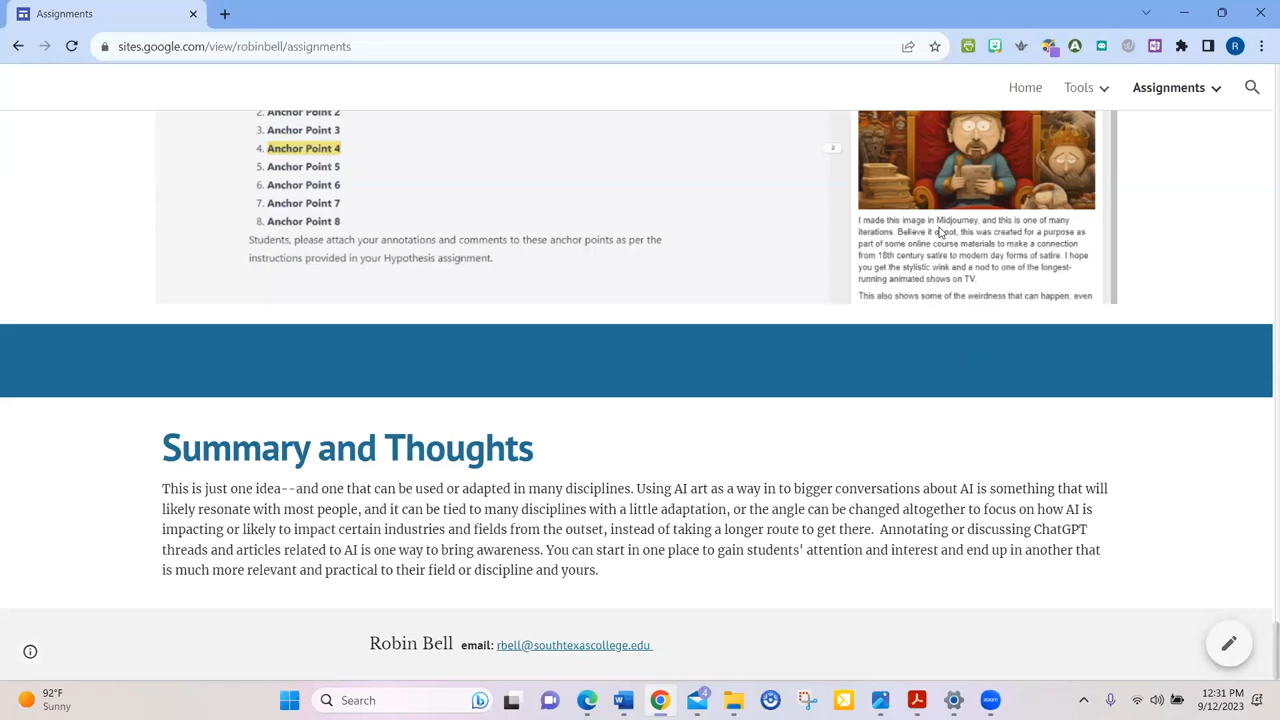 Assignments
sites.google.com/view/robinbell/assignments
R
Home
Tools
Assignments
2. Anchor Point 2
3. Anchor Point 3
4. Anchor Point 4
5. Anchor Point 5
6. Anchor Point 6
7. Anchor Point 7
8. Anchor Point 8
Students, please attach your annotations and comments to these anchor points as per the
instructions provided in your Hypothesis assignment.
2
I made this image in Midjourney, and this is one of many
iterations. Believe it or not, this was created for a purpose as
part of some online course materials to make a connection
from 18th century satire to modern day forms of satire. I hope
you get the stylistic wink and a nod to one of the longest-
running animated shows on TV.
This also shows some of the weirdness that can happen, even
Summary and Thoughts
This is just one idea--and one that can be used or adapted in many disciplines. Using AI art as a way in to bigger conversations about AI is something that will
likely resonate with most people, and it can be tied to many disciplines with a little adaptation, or the angle can be changed altogether to focus on how AI is
impacting or likely to impact certain industries and fields from the outset, instead of taking a longer route to get there. Annotating or discussing ChatGPT
threads and articles related to AI is one way to bring awareness. You can start in one place to gain students' attention and interest and end up in another that
is much more relevant and practical to their field or discipline and yours.
Robin Bell email: rbell@southtexascollege.edu
92°F
Sunny
Search
4
12:31 PM
9/12/2023